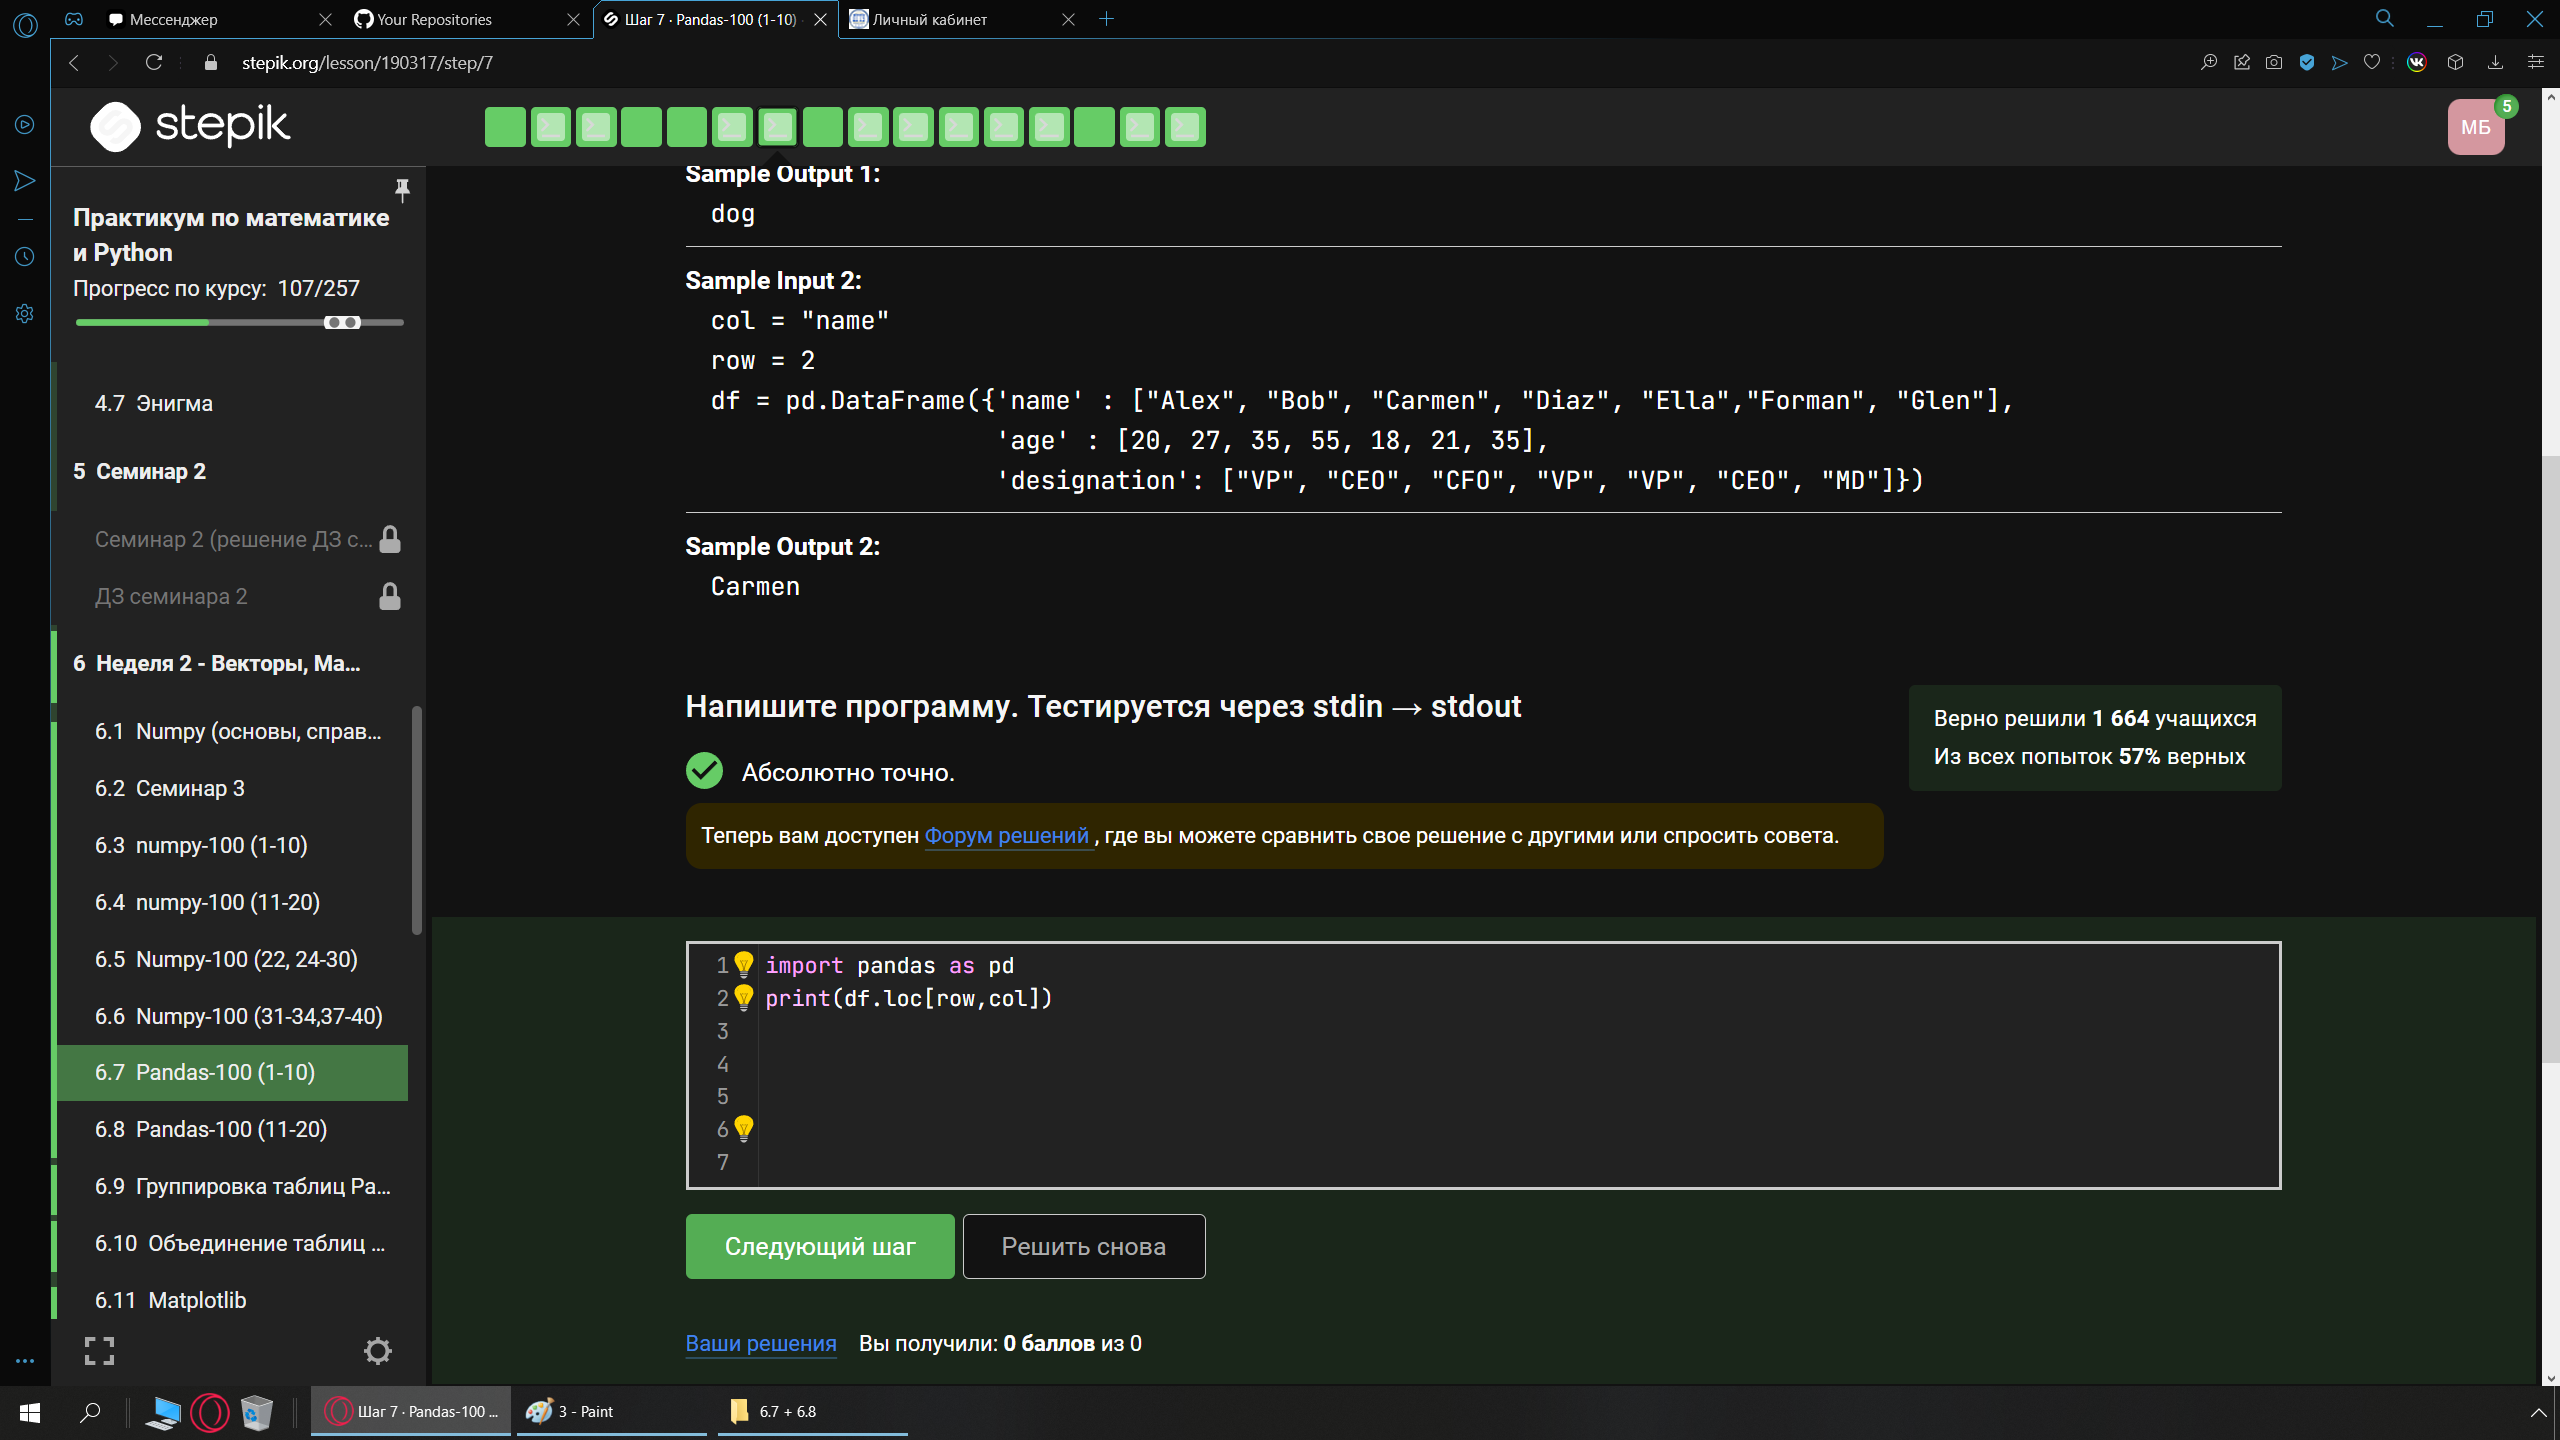 Мессенджер
Your Repositories
Шаг 7 · Pandas-100 (1-10)
Личный кабинет
stepik.org/lesson/190317/step/7
stepik
МБ
5
Практикум по математике
и Python
Прогресс по курсу: 107/257
4.7 Энигма
5 Семинар 2
Семинар 2 (решение ДЗ с...
ДЗ семинара 2
6 Неделя 2 - Векторы, Ма...
6.1 Numpy (основы, справ...
6.2 Семинар 3
6.3 numpy-100 (1-10)
6.4 numpy-100 (11-20)
6.5 Numpy-100 (22, 24-30)
6.6 Numpy-100 (31-34,37-40)
6.7 Pandas-100 (1-10)
6.8 Pandas-100 (11-20)
6.9 Группировка таблиц Pa...
6.10 Объединение таблиц ...
6.11 Matplotlib
Sample Output 1:
dog
Sample Input 2:
col = "name"
row = 2
df = pd.DataFrame({'name' : ["Alex", "Bob", "Carmen", "Diaz", "Ella","Forman", "Glen"],
'age' : [20, 27, 35, 55, 18, 21, 35],
'designation': ["VP", "CEO", "CFO", "VP", "VP", "CEO", "MD"]})
Sample Output 2:
Carmen
Напишите программу. Тестируется через stdin → stdout
Верно решили 1 664 учащихся
Из всех попыток 57% верных
Абсолютно точно.
Теперь вам доступен Форум решений , где вы можете сравнить свое решение с другими или спросить совета.
1 import pandas as pd
2 print(df.loc[row,col])
3
4
5
6
7
Следующий шаг
Решить снова
Ваши решения Вы получили: 0 баллов из 0
Шаг 7 · Pandas-100 ...
3 - Paint
6.7 + 6.8